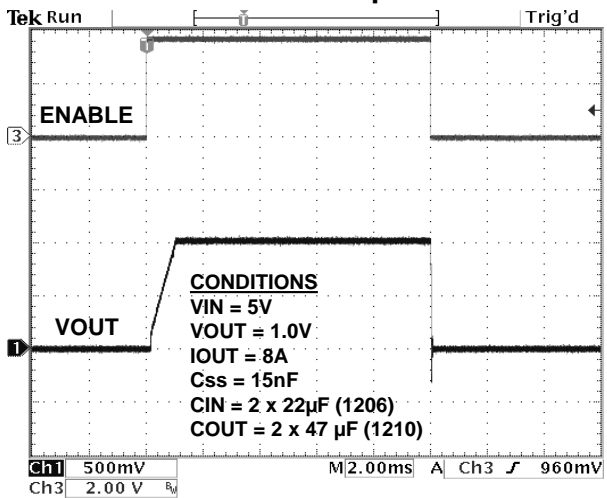 Tek Run
Trig'd
T
T
ENABLE
3
CONDITIONS
VIN = 5V
VOUT
VOUT = 1.0V
1
IOUT = 8A
Css = 15nF
CIN = 2 x 22µF (1206)
COUT = 2 x 47 µF (1210)
Ch1 500mV M 2.00ms A Ch3 960mV
Ch3 2.00 V BW